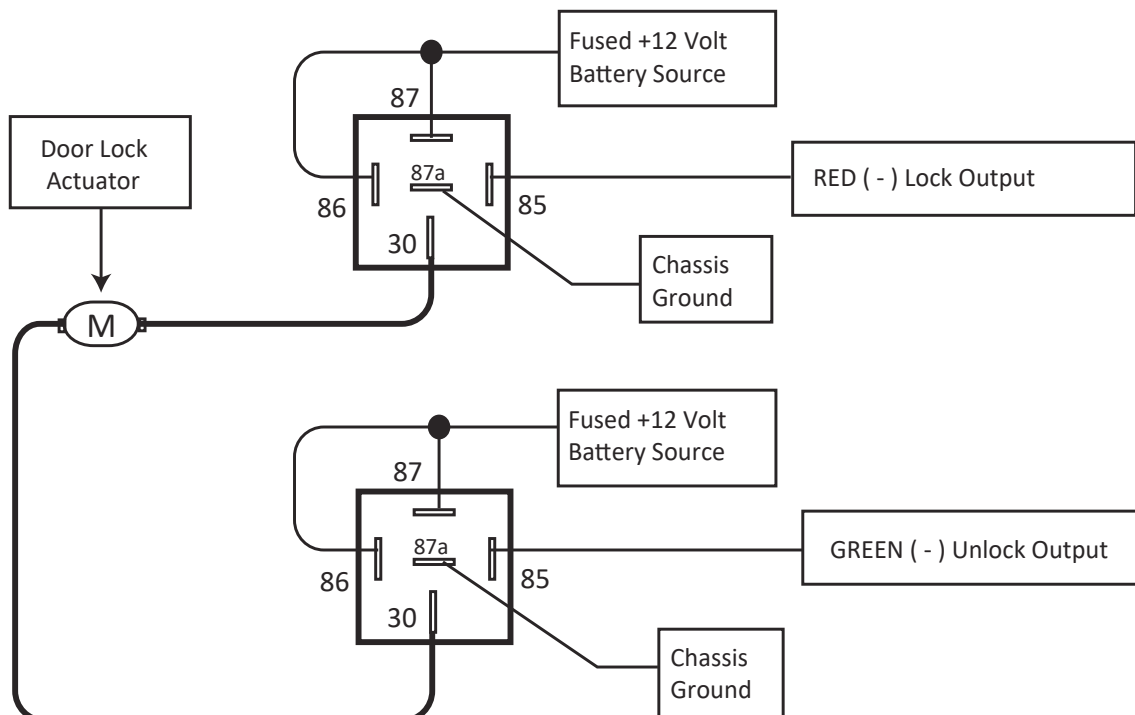 Fused +12 Volt
Battery Source
87
Door Lock
Actuator
87a
86
85
RED ( - ) Lock Output
30
Chassis
Ground
M
Fused +12 Volt
Battery Source
87
87a
86
85
GREEN ( - ) Unlock Output
30
Chassis
Ground